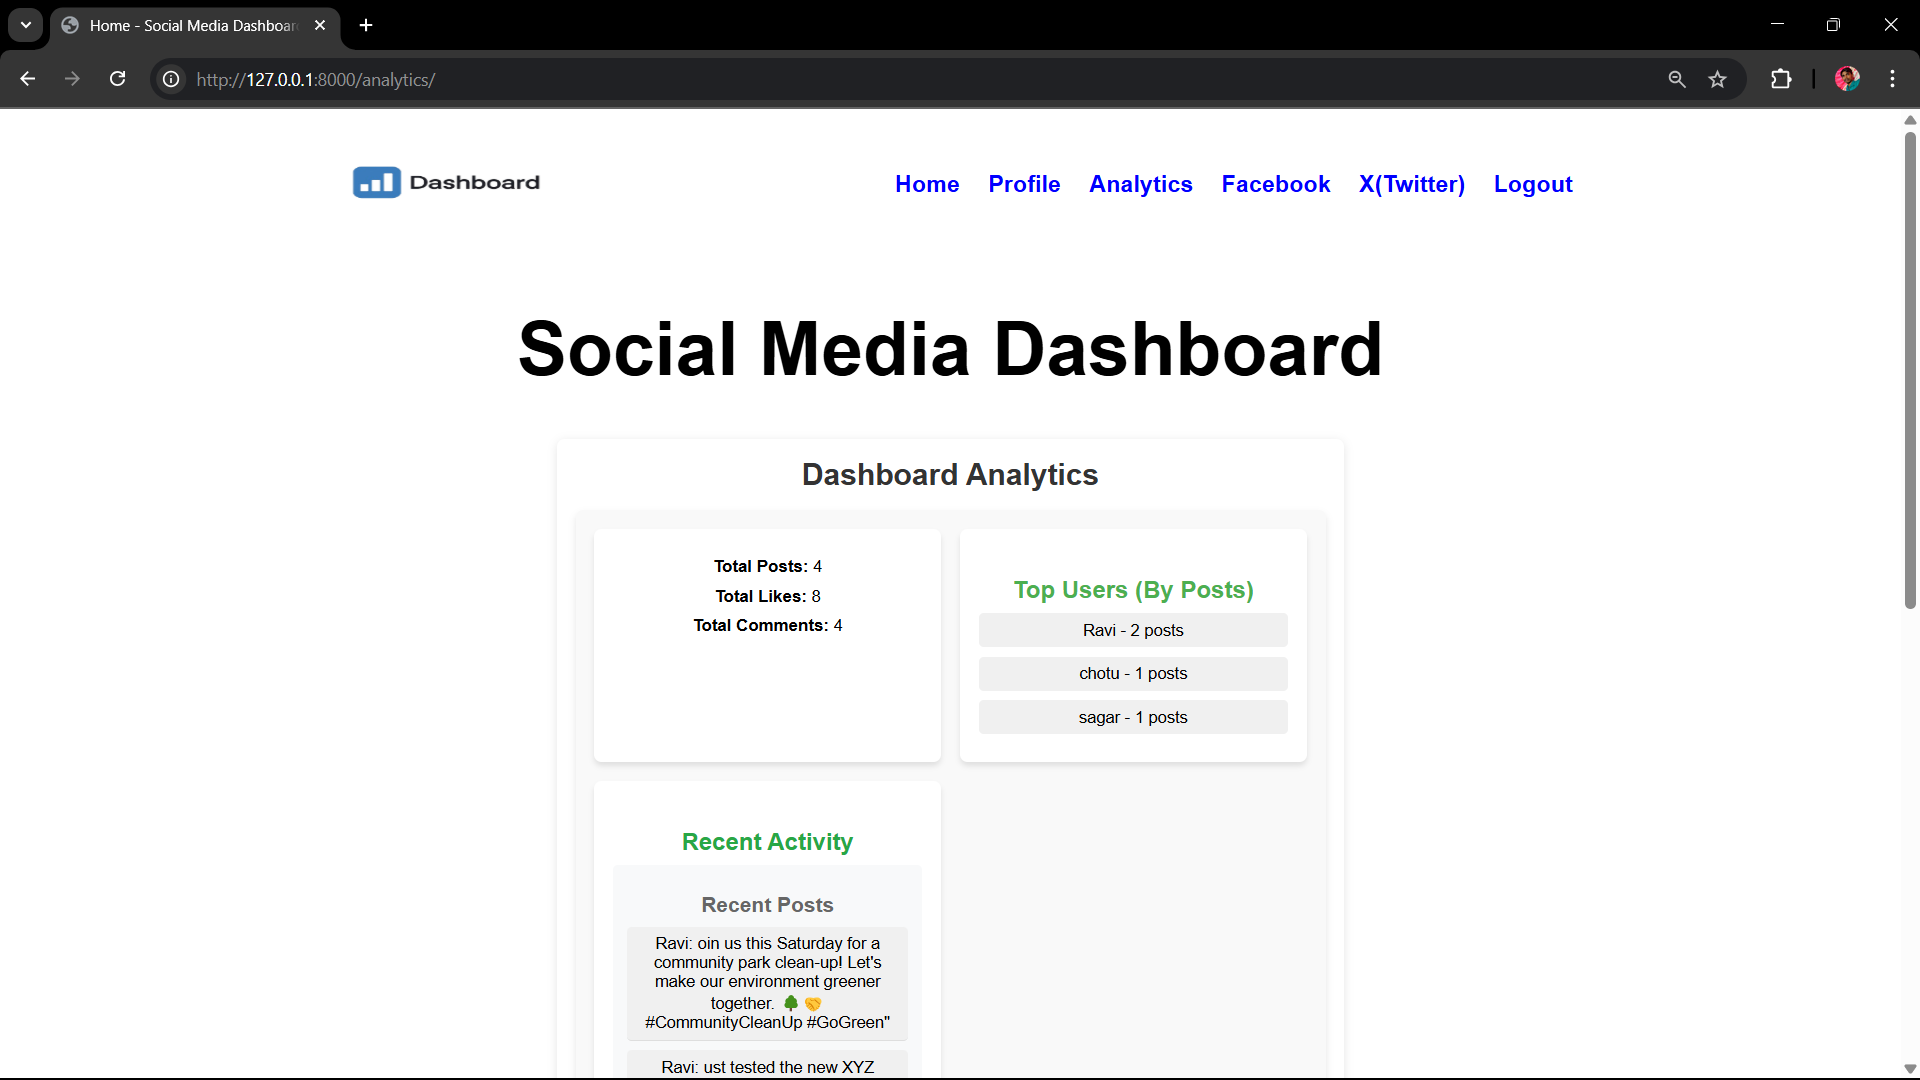 Home - Social Media Dashboar
http://127.0.0.1:8000/analytics/
Dashboard
Home Profile Analytics Facebook X(Twitter) Logout
Social Media Dashboard
Dashboard Analytics
Total Posts: 4
Total Likes: 8
Total Comments: 4
Top Users (By Posts)
Ravi - 2 posts
chotu - 1 posts
sagar - 1 posts
Recent Activity
Recent Posts
Ravi: oin us this Saturday for a
community park clean-up! Let's
make our environment greener
together. 🌳🤝
#CommunityCleanUp #GoGreen"
Ravi: ust tested the new XYZ